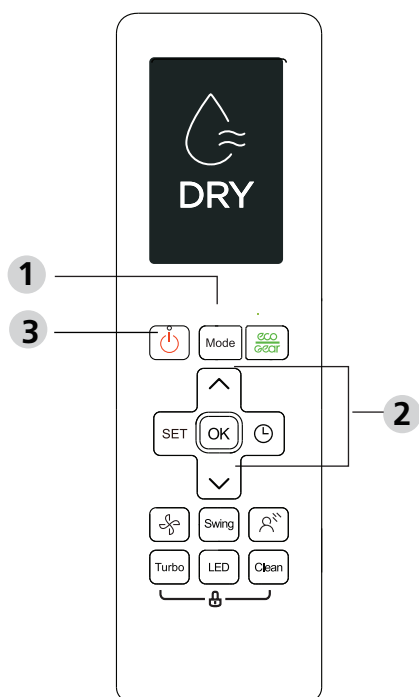 DRY
1
3
Mode
eco
gear
2
SET
OK
Swing
Turbo
LED
Clean